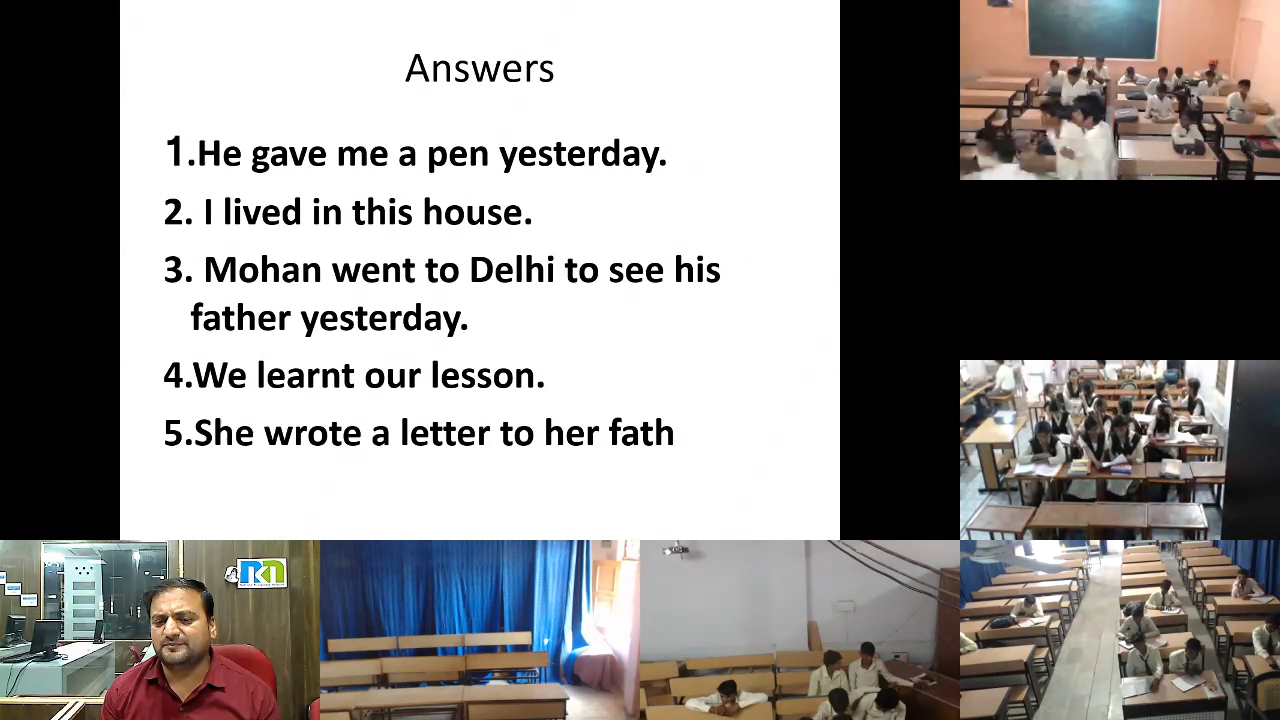 Answers
1.He gave me a pen yesterday.
2. I lived in this house.
3. Mohan went to Delhi to see his
father yesterday.
4.We learnt our lesson.
5.She wrote a letter to her fath